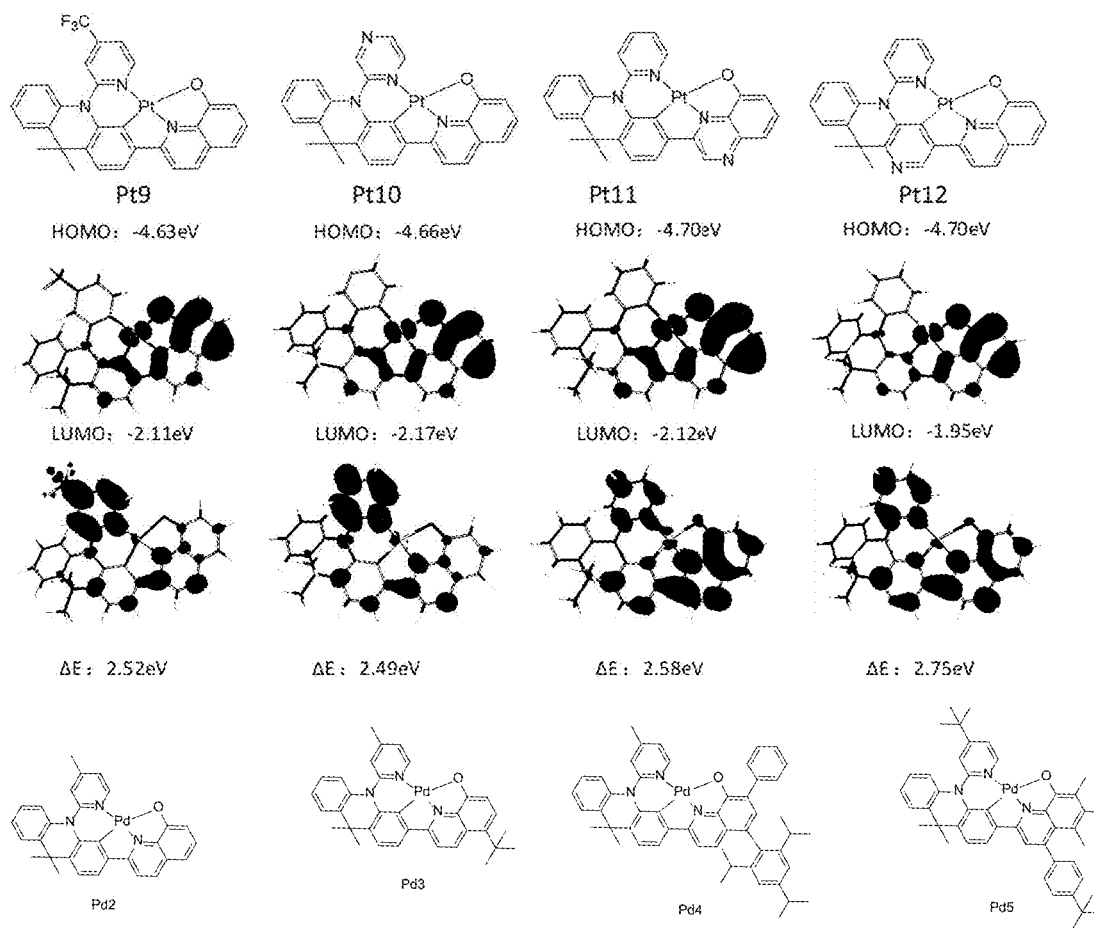 F₃C N N N Pt O
N N N N Pt O
N N N N Pt O
N N N N Pt O
Pt9 Pt10 Pt11 Pt12
HOMO：-4.63eV HOMO：-4.66eV HOMO：-4.70eV HOMO：-4.70eV
LUMO：-2.11eV LUMO：-2.17eV LUMO：-2.12eV LUMO：-1.95eV
ΔE：2.52eV ΔE：2.49eV ΔE：2.58eV ΔE：2.75eV
N N N Pd O
N N N Pd O
N N N Pd O
N N N Pd O
Pd2 Pd3 Pd4 Pd5